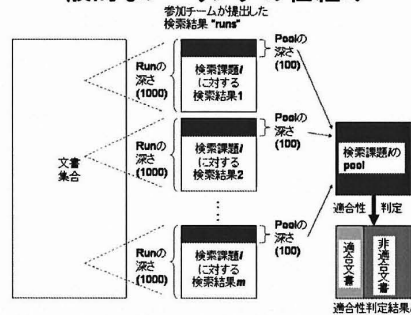 参加チームが提出した
検索結果 "runs"
Runの
深さ
(1000)
検索課題iに
に対する
検索結果1
Poolの
深さ
(100)
文書
集合
Runの
深さ
(1000)
検索課題i
に対する
検索結果2
Poolの
深さ
(100)
検索課題iの
pool
適合性 判定
Runの
深さ
(1000)
検索課題i
に対する
検索結果m
Poolの
深さ
(100)
適合文書
非適合文書
適合性判定結果